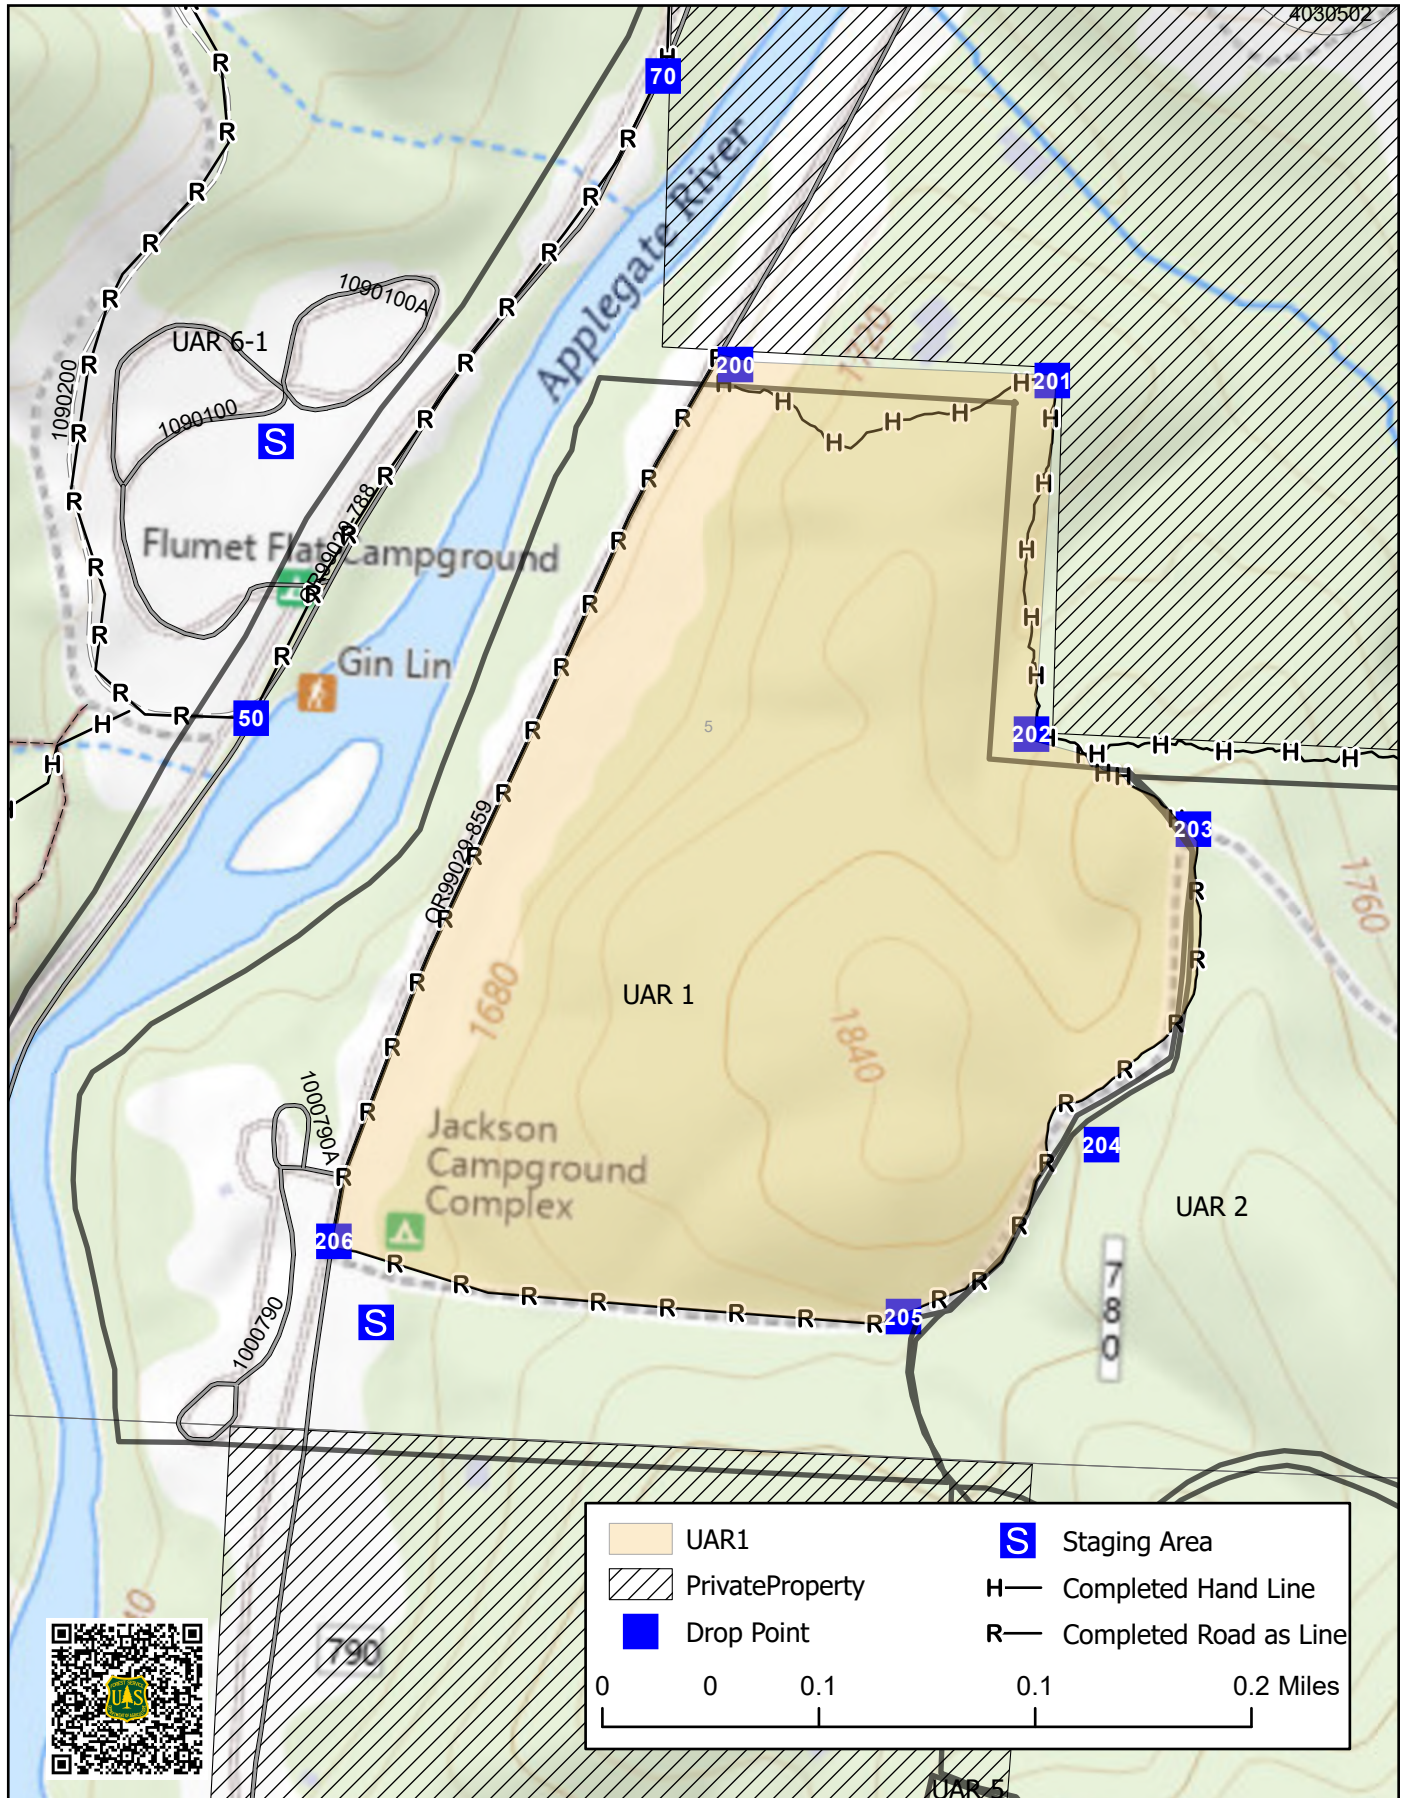 4030502
70
Applegate River
1090100A
UAR 6-1
1720
200
201
1090200
1090100
S
OR99020-788
Flumet Flat Campground
Gin Lin
50
5
202
OR99029-859
203
1760
UAR 1
1680
1840
1000790A
Jackson
Campground
Complex
204
UAR 2
206
780
1000790
S
205
UAR1
PrivateProperty
Drop Point
S Staging Area
H Completed Hand Line
R Completed Road as Line
0 0 0.1 0.1 0.2 Miles
790
UAR 5